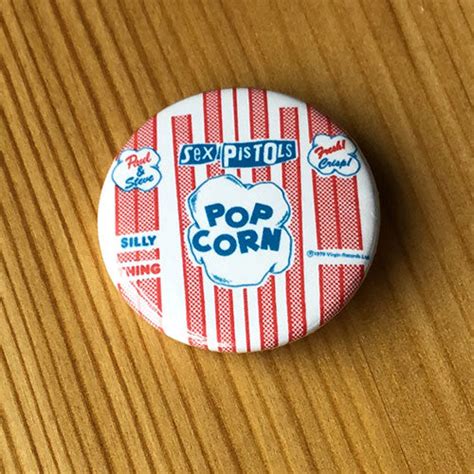 SEX PISTOLS
Paul
&
Steve
Fresh!
Crisp!
POP
CORN
SILLY
THING
℗1979 Virgin Records Ltd